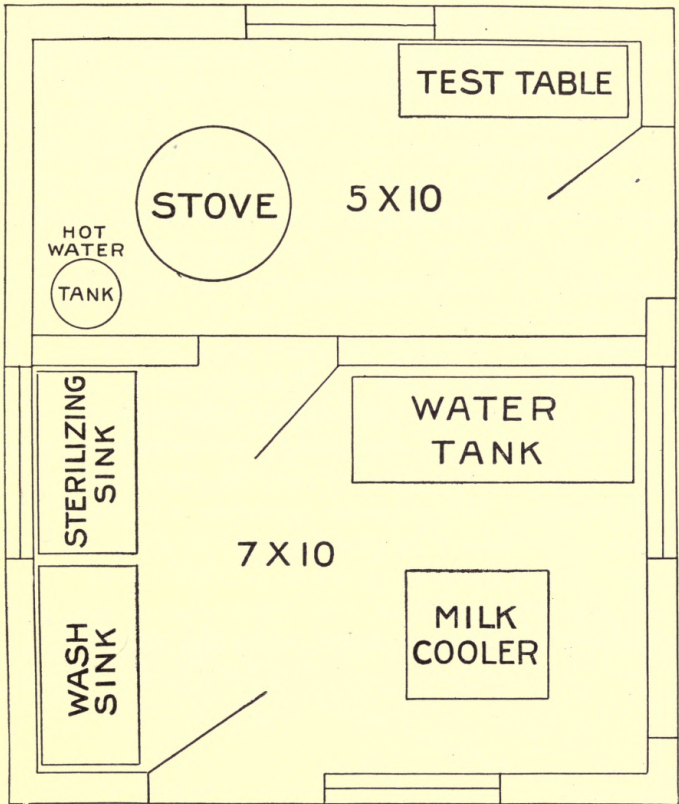 TEST TABLE
STOVE
5 X 10
HOT
WATER
TANK
STERILIZING
SINK
WATER
TANK
7 X 10
WASH
SINK
MILK
COOLER